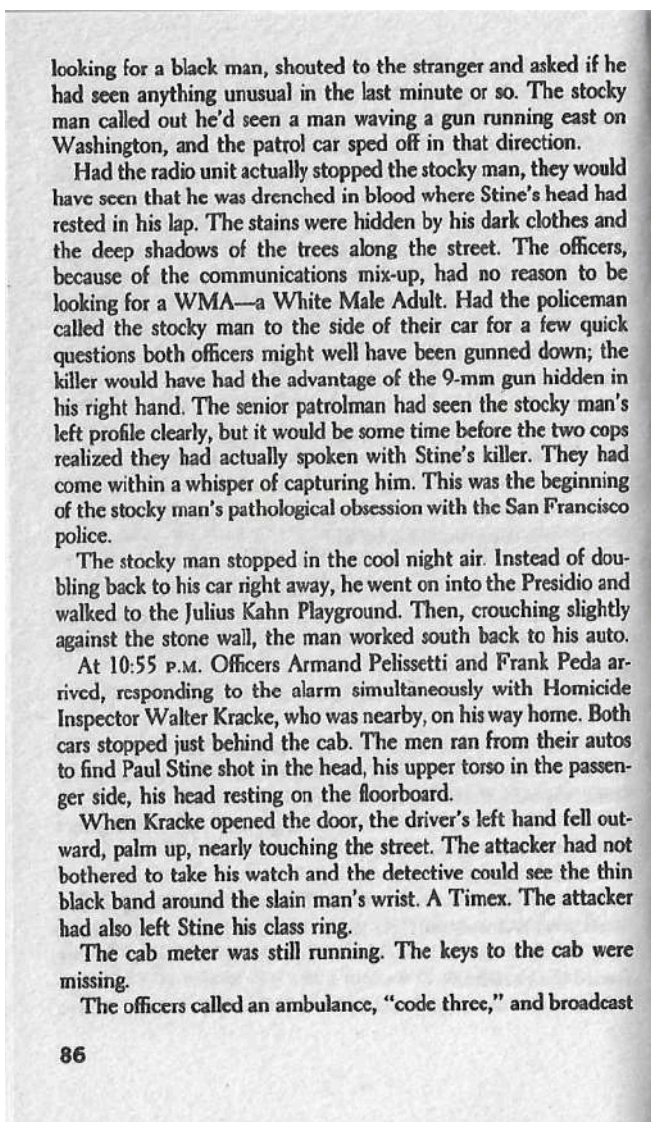 looking for a black man, shouted to the stranger and asked if he
had seen anything unusual in the last minute or so. The stocky
man called out he'd seen a man waving a gun running east on
Washington, and the patrol car sped off in that direction.
Had the radio unit actually stopped the stocky man, they would
have seen that he was drenched in blood where Stine's head had
rested in his lap. The stains were hidden by his dark clothes and
the deep shadows of the trees along the street. The officers,
because of the communications mix-up, had no reason to be
looking for a WMA—a White Male Adult. Had the policeman
called the stocky man to the side of their car for a few quick
questions both officers might well have been gunned down; the
killer would have had the advantage of the 9-mm gun hidden in
his right hand. The senior patrolman had seen the stocky man's
left profile clearly, but it would be some time before the two cops
realized they had actually spoken with Stine's killer. They had
come within a whisper of capturing him. This was the beginning
of the stocky man's pathological obsession with the San Francisco
police.
The stocky man stopped in the cool night air. Instead of dou-
bling back to his car right away, he went on into the Presidio and
walked to the Julius Kahn Playground. Then, crouching slightly
against the stone wall, the man worked south back to his auto.
At 10:55 P.M. Officers Armand Pelissetti and Frank Peda ar-
rived, responding to the alarm simultaneously with Homicide
Inspector Walter Kracke, who was nearby, on his way home. Both
cars stopped just behind the cab. The men ran from their autos
to find Paul Stine shot in the head, his upper torso in the passen-
ger side, his head resting on the floorboard.
When Kracke opened the door, the driver's left hand fell out-
ward, palm up, nearly touching the street. The attacker had not
bothered to take his watch and the detective could see the thin
black band around the slain man's wrist. A Timex. The attacker
had also left Stine his class ring.
The cab meter was still running. The keys to the cab were
missing.
The officers called an ambulance, "code three," and broadcast
86